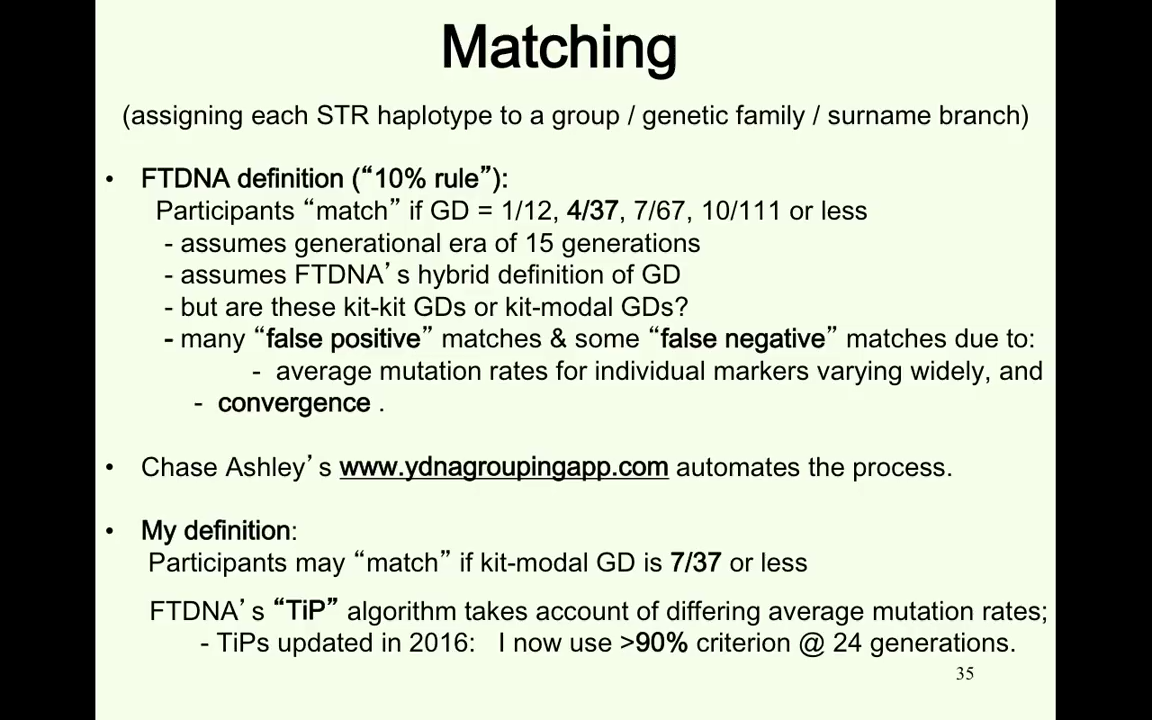 Matching
(assigning each STR haplotype to a group / genetic family / surname branch)
• FTDNA definition (“10% rule”):
Participants “match” if GD = 1/12, 4/37, 7/67, 10/111 or less
- assumes generational era of 15 generations
- assumes FTDNA’s hybrid definition of GD
- but are these kit-kit GDs or kit-modal GDs?
- many “false positive” matches & some “false negative” matches due to:
- average mutation rates for individual markers varying widely, and
- convergence .
• Chase Ashley’s www.ydnagroupingapp.com automates the process.
• My definition:
Participants may “match” if kit-modal GD is 7/37 or less
FTDNA’s “TiP” algorithm takes account of differing average mutation rates;
- TiPs updated in 2016: I now use >90% criterion @ 24 generations.
35